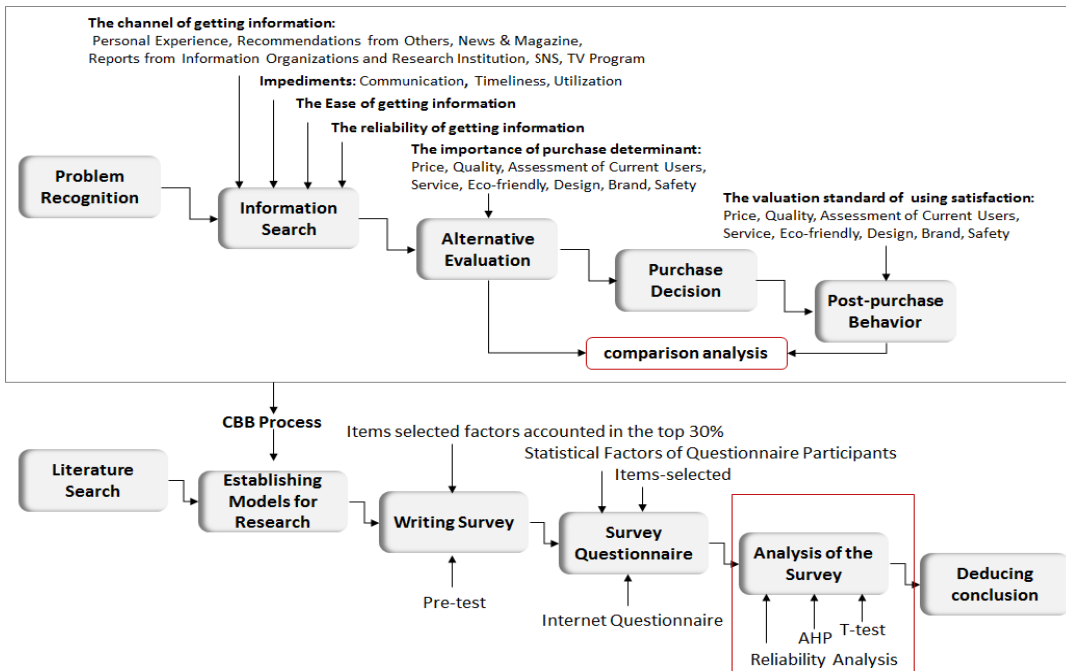 The channel of getting information:
Personal Experience, Recommendations from Others, News & Magazine,
Reports from Information Organizations and Research Institution, SNS, TV Program
Impediments: Communication, Timeliness, Utilization
The Ease of getting information
The reliability of getting information
The importance of purchase determinant:
Price, Quality, Assessment of Current Users,
Service, Eco-friendly, Design, Brand, Safety
The valuation standard of using satisfaction:
Price, Quality, Assessment of Current Users,
Service, Eco-friendly, Design, Brand, Safety
Problem
Recognition
Information
Search
Alternative
Evaluation
Purchase
Decision
Post-purchase
Behavior
comparison analysis
CBB Process
Items selected factors accounted in the top 30%
Statistical Factors of Questionnaire Participants
Items-selected
Literature
Search
Establishing
Models for
Research
Writing Survey
Survey
Questionnaire
Analysis of the
Survey
Deducing
conclusion
Pre-test
Internet Questionnaire
AHP
T-test
Reliability Analysis